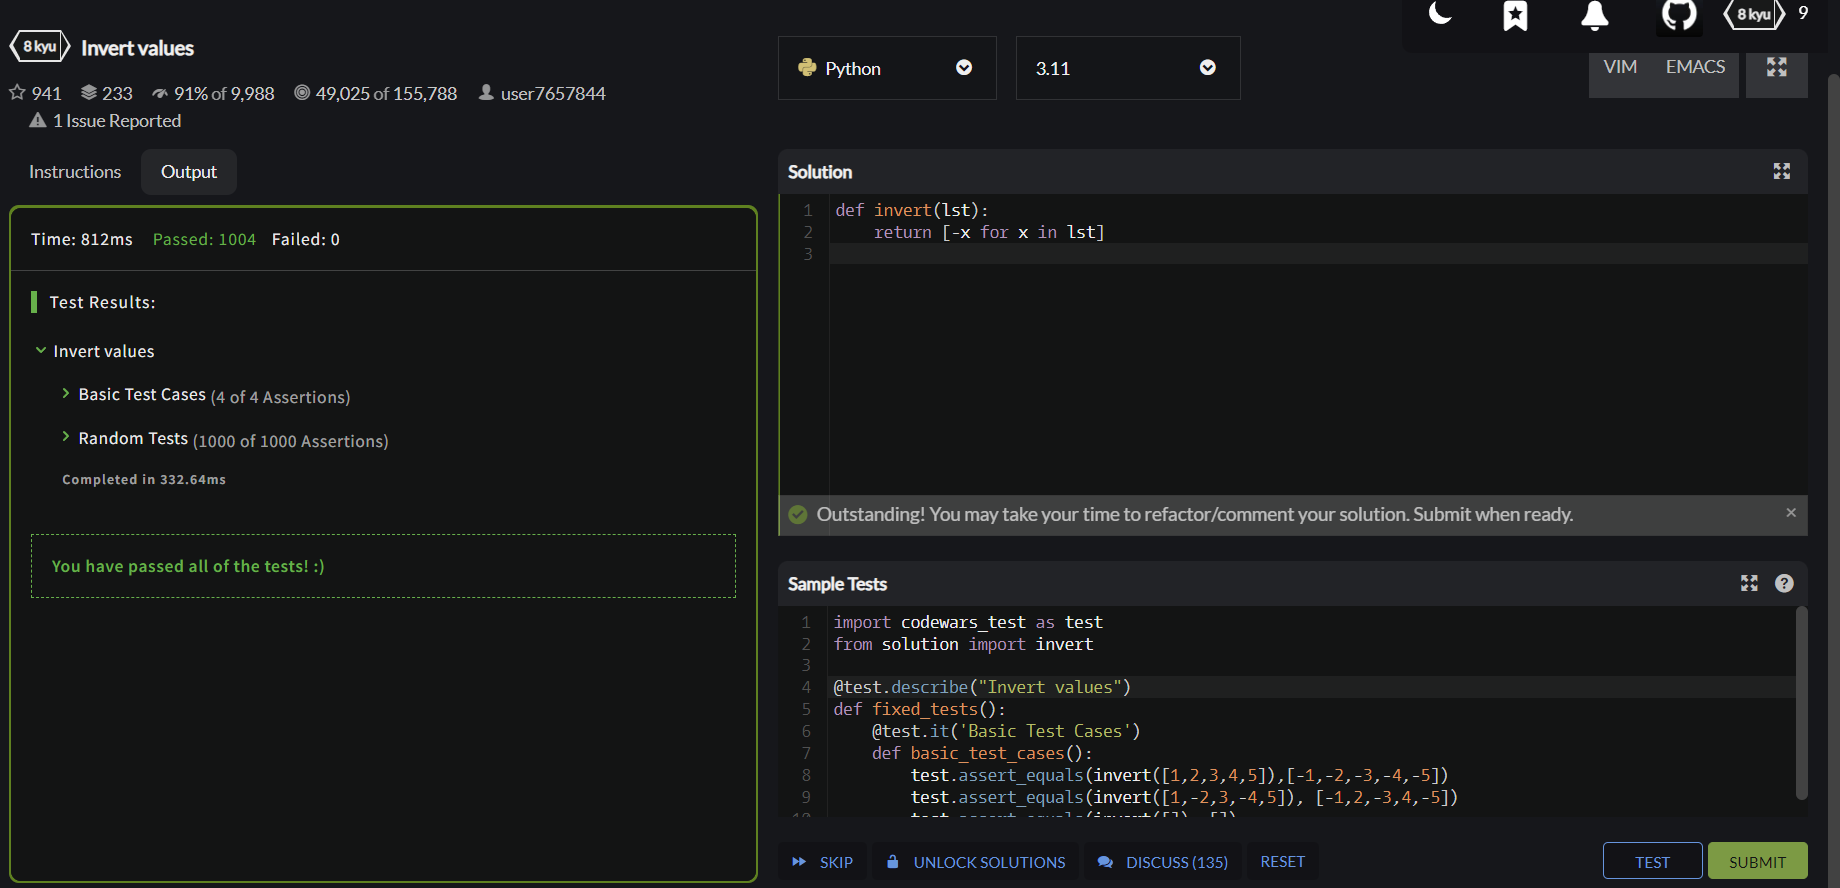 8 kyu Invert values
941 233 91% of 9,988 49,025 of 155,788 user7657844
1 Issue Reported
Instructions Output
Time: 812ms Passed: 1004 Failed: 0
Test Results:
Invert values
Basic Test Cases (4 of 4 Assertions)
Random Tests (1000 of 1000 Assertions)
Completed in 332.64ms
You have passed all of the tests! :)
8 kyu 9
Python 3.11 VIM EMACS
Solution
1 def invert(lst):
2 return [-x for x in lst]
3
Outstanding! You may take your time to refactor/comment your solution. Submit when ready. ×
Sample Tests ?
1 import codewars_test as test
2 from solution import invert
3
4 @test.describe("Invert values")
5 def fixed_tests():
6 @test.it('Basic Test Cases')
7 def basic_test_cases():
8 test.assert_equals(invert([1,2,3,4,5]),[-1,-2,-3,-4,-5])
9 test.assert_equals(invert([1,-2,3,-4,5]), [-1,2,-3,4,-5])
10 test.assert_equals(invert([]), [])
SKIP UNLOCK SOLUTIONS DISCUSS (135) RESET TEST SUBMIT